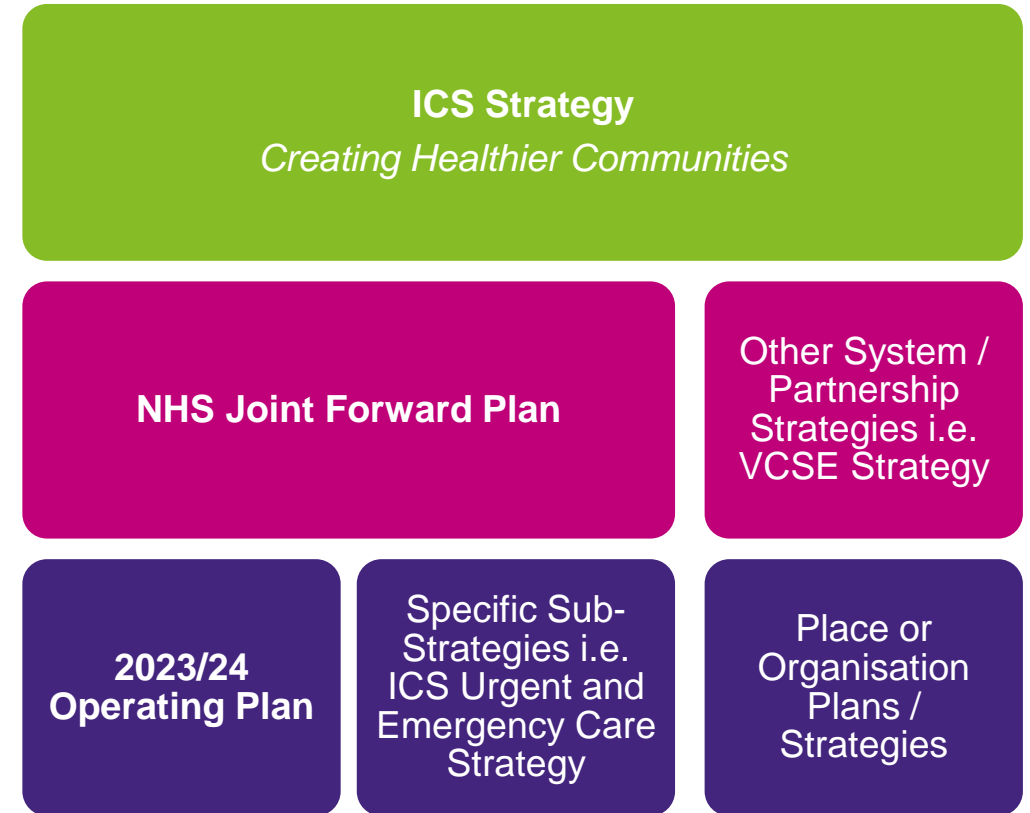 ICS Strategy
Creating Healthier Communities
NHS Joint Forward Plan
Other System /
Partnership
Strategies i.e.
VCSE Strategy
2023/24
Operating Plan
Specific Sub-
Strategies i.e.
ICS Urgent and
Emergency Care
Strategy
Place or
Organisation
Plans /
Strategies